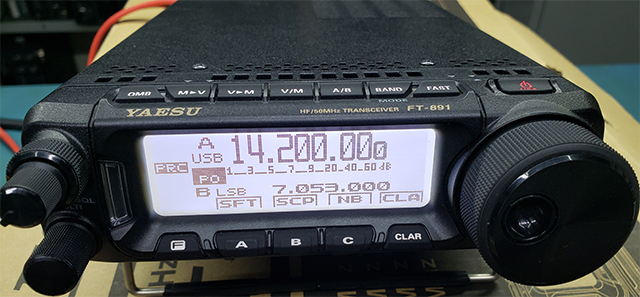 QMB M▶V V▶M V/M A/B BAND FAST
MODE
YAESU HF/50MHz TRANSCEIVER FT-891
A
USB 14.200.000
PRC 1 3 5 7 9 20 40 60 dB
PO
B LSB 7.053.000
SFT SCP NB CLA
F A B C CLAR